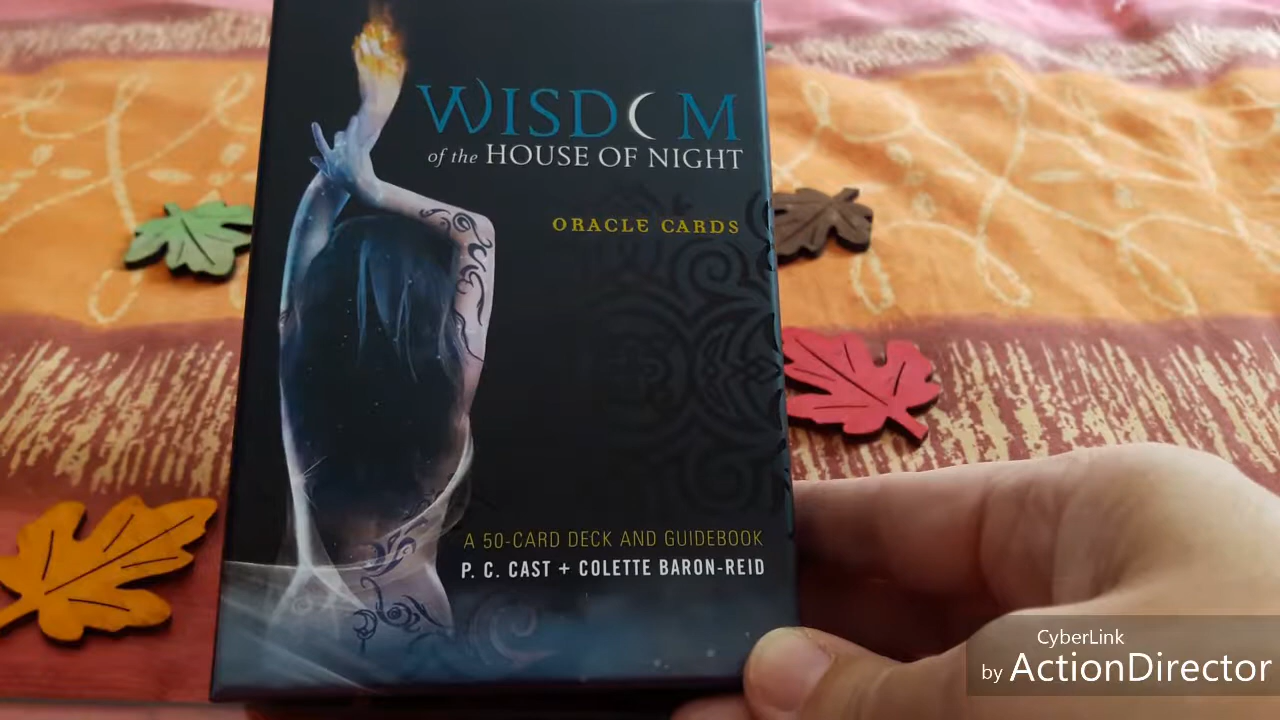 WISDOM
of the HOUSE OF NIGHT
ORACLE CARDS
A 50-CARD DECK AND GUIDEBOOK
P. C. CAST + COLETTE BARON-REID
CyberLink
by ActionDirector